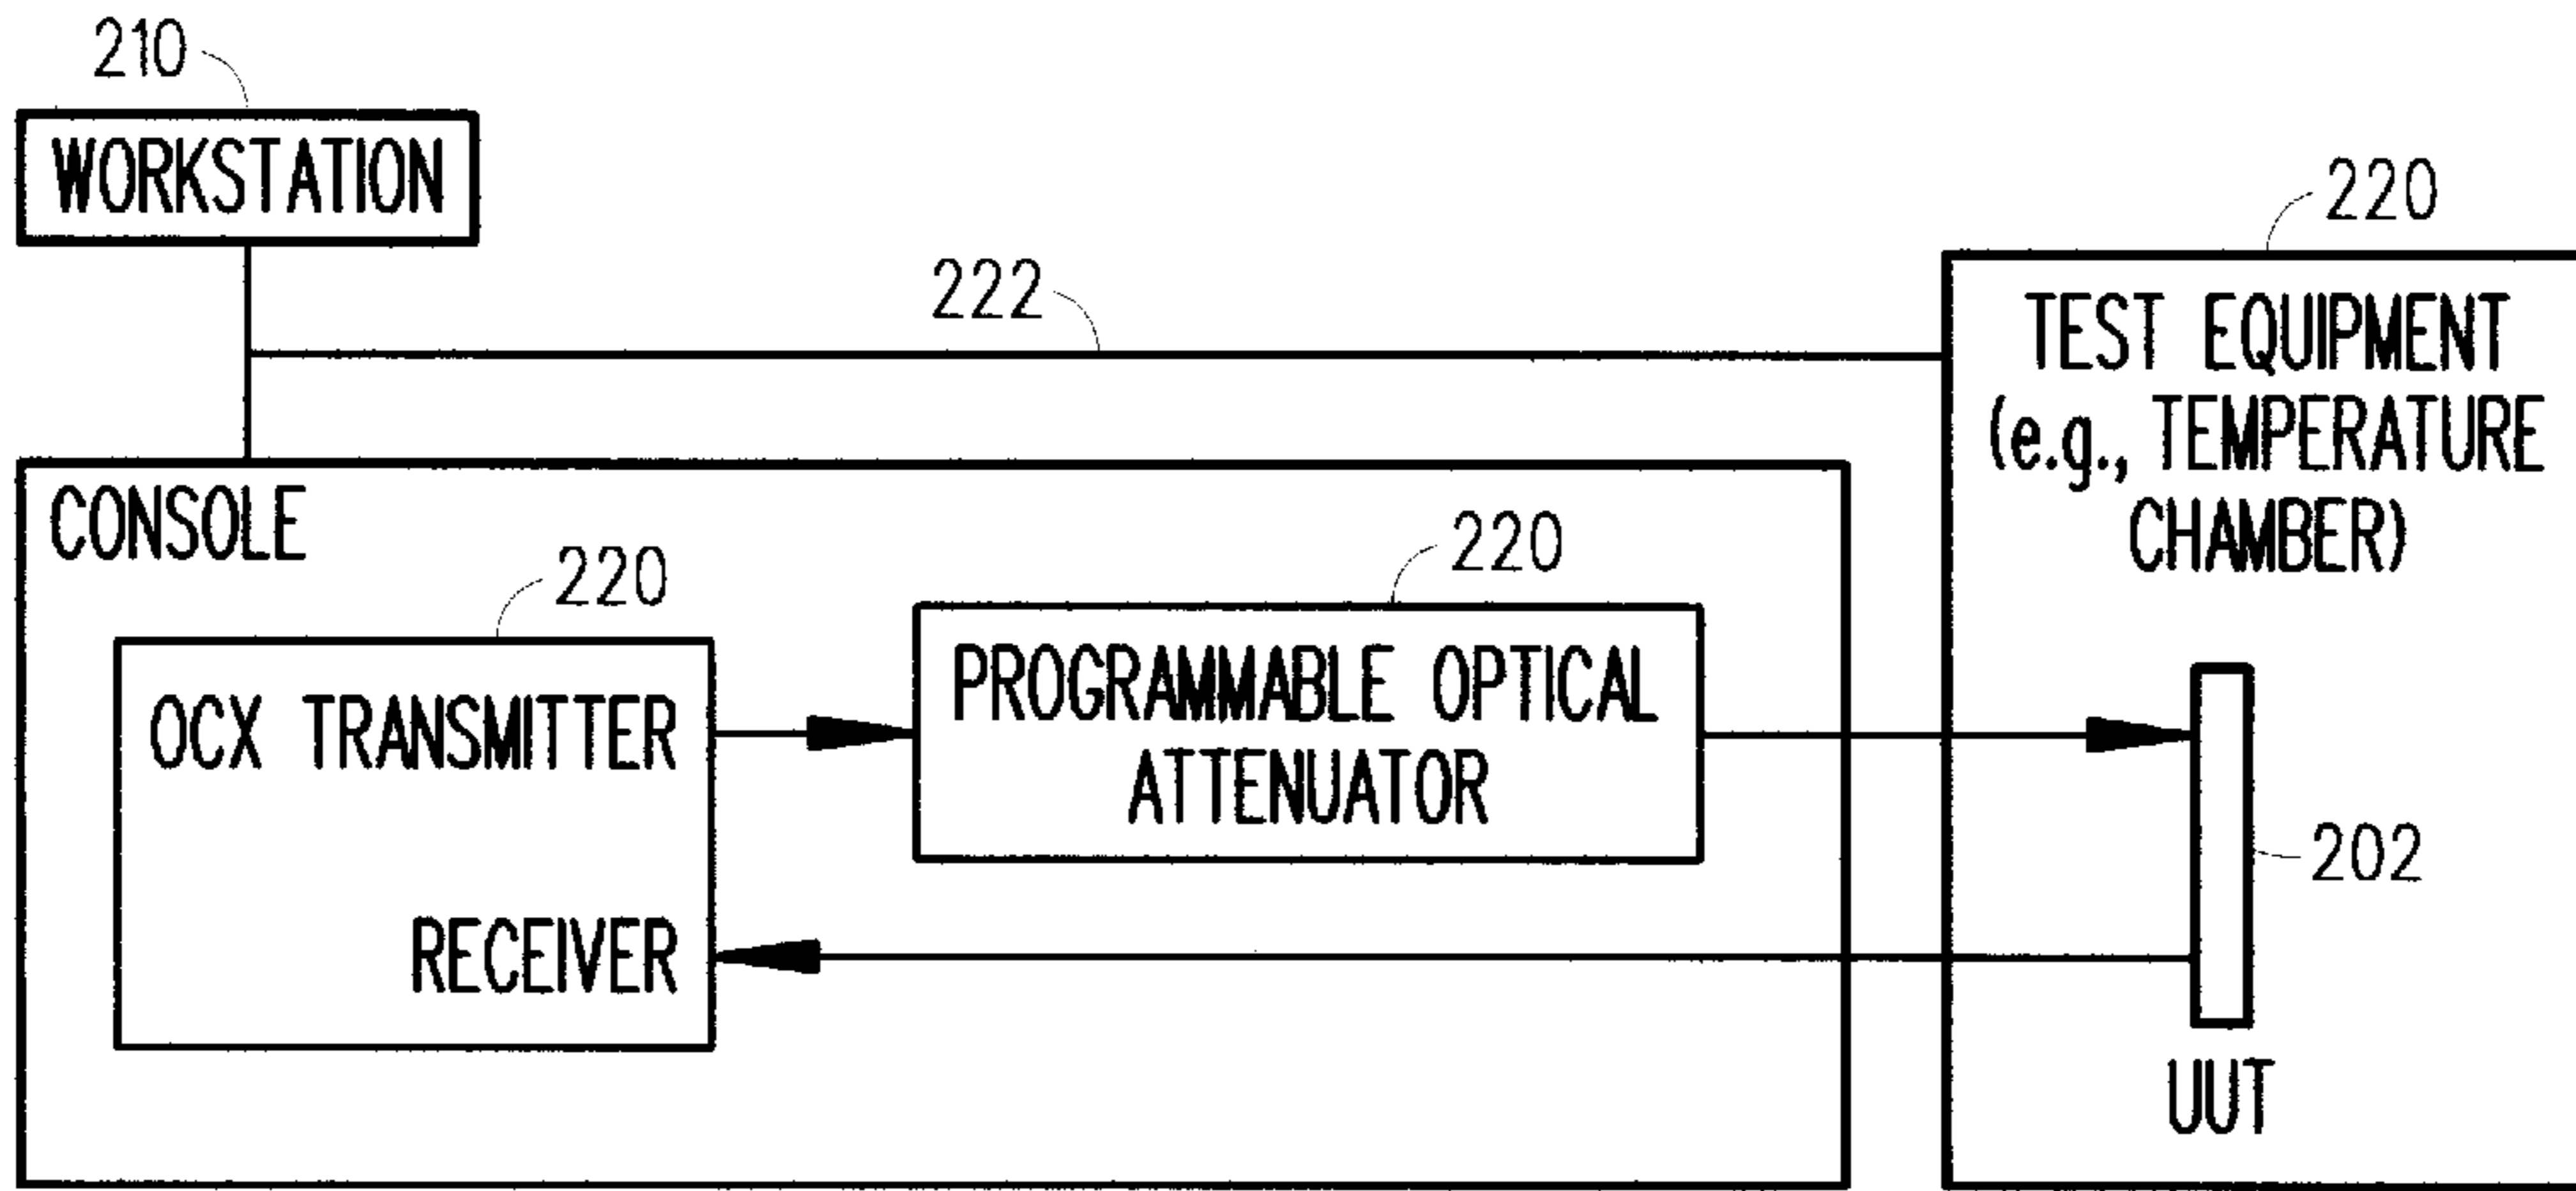 210
WORKSTATION
220
222
TEST EQUIPMENT
(e.g., TEMPERATURE
CHAMBER)
CONSOLE
220
220
OCX TRANSMITTER
PROGRAMMABLE OPTICAL
ATTENUATOR
202
RECEIVER
UUT